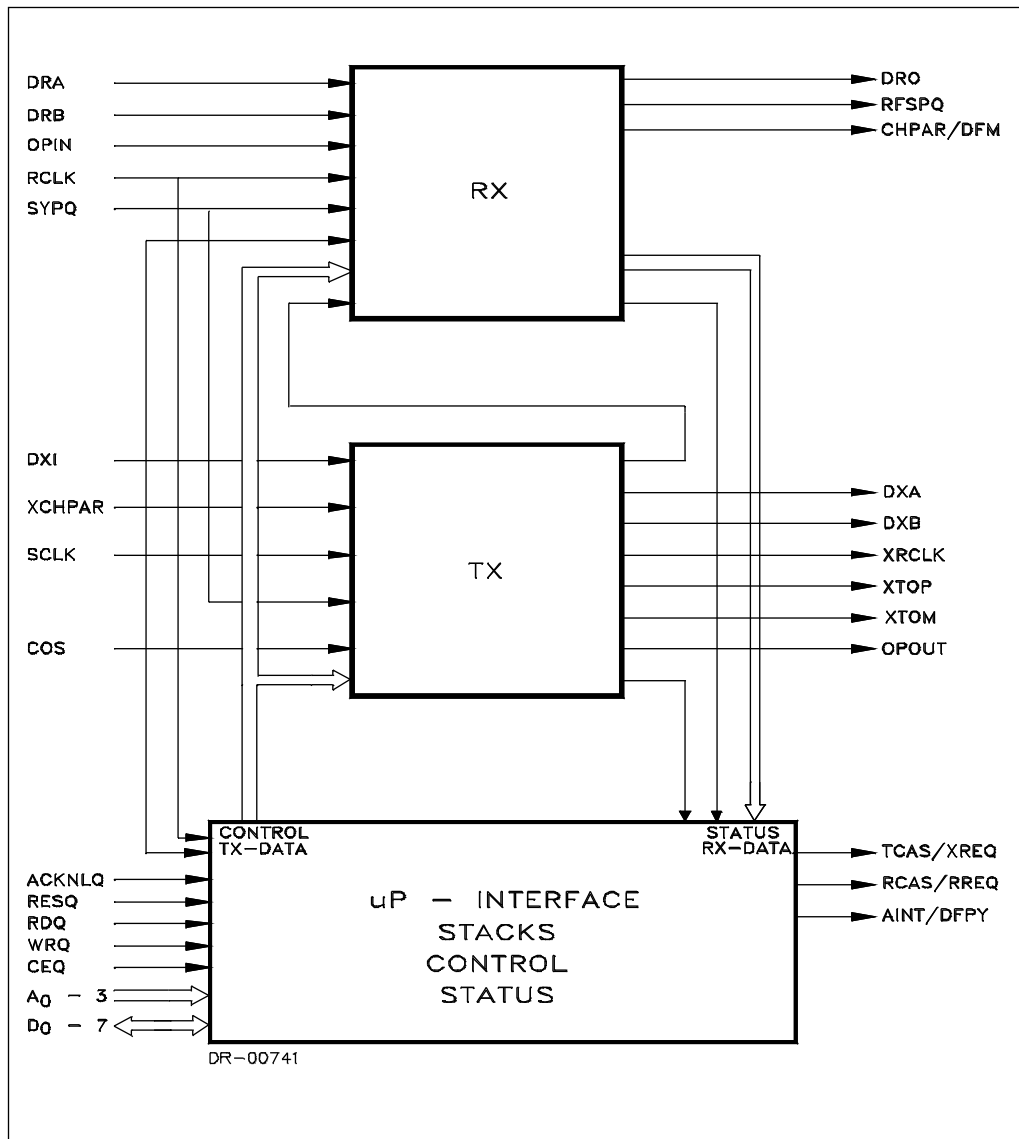 DRA
DRB
OPIN
RCLK
SYPQ
RX
DRO
RFSPQ
CHPAR/DFM
DXI
XCHPAR
SCLK
COS
TX
DXA
DXB
XRCLK
XTOP
XTOM
OPOUT
CONTROL
TX-DATA
STATUS
RX-DATA
ACKNLQ
RESQ
RDQ
WRQ
CEQ
A0 - 3
D0 - 7
uP - INTERFACE
STACKS
CONTROL
STATUS
TCAS/XREQ
RCAS/RREQ
AINT/DFPY
DR-00741